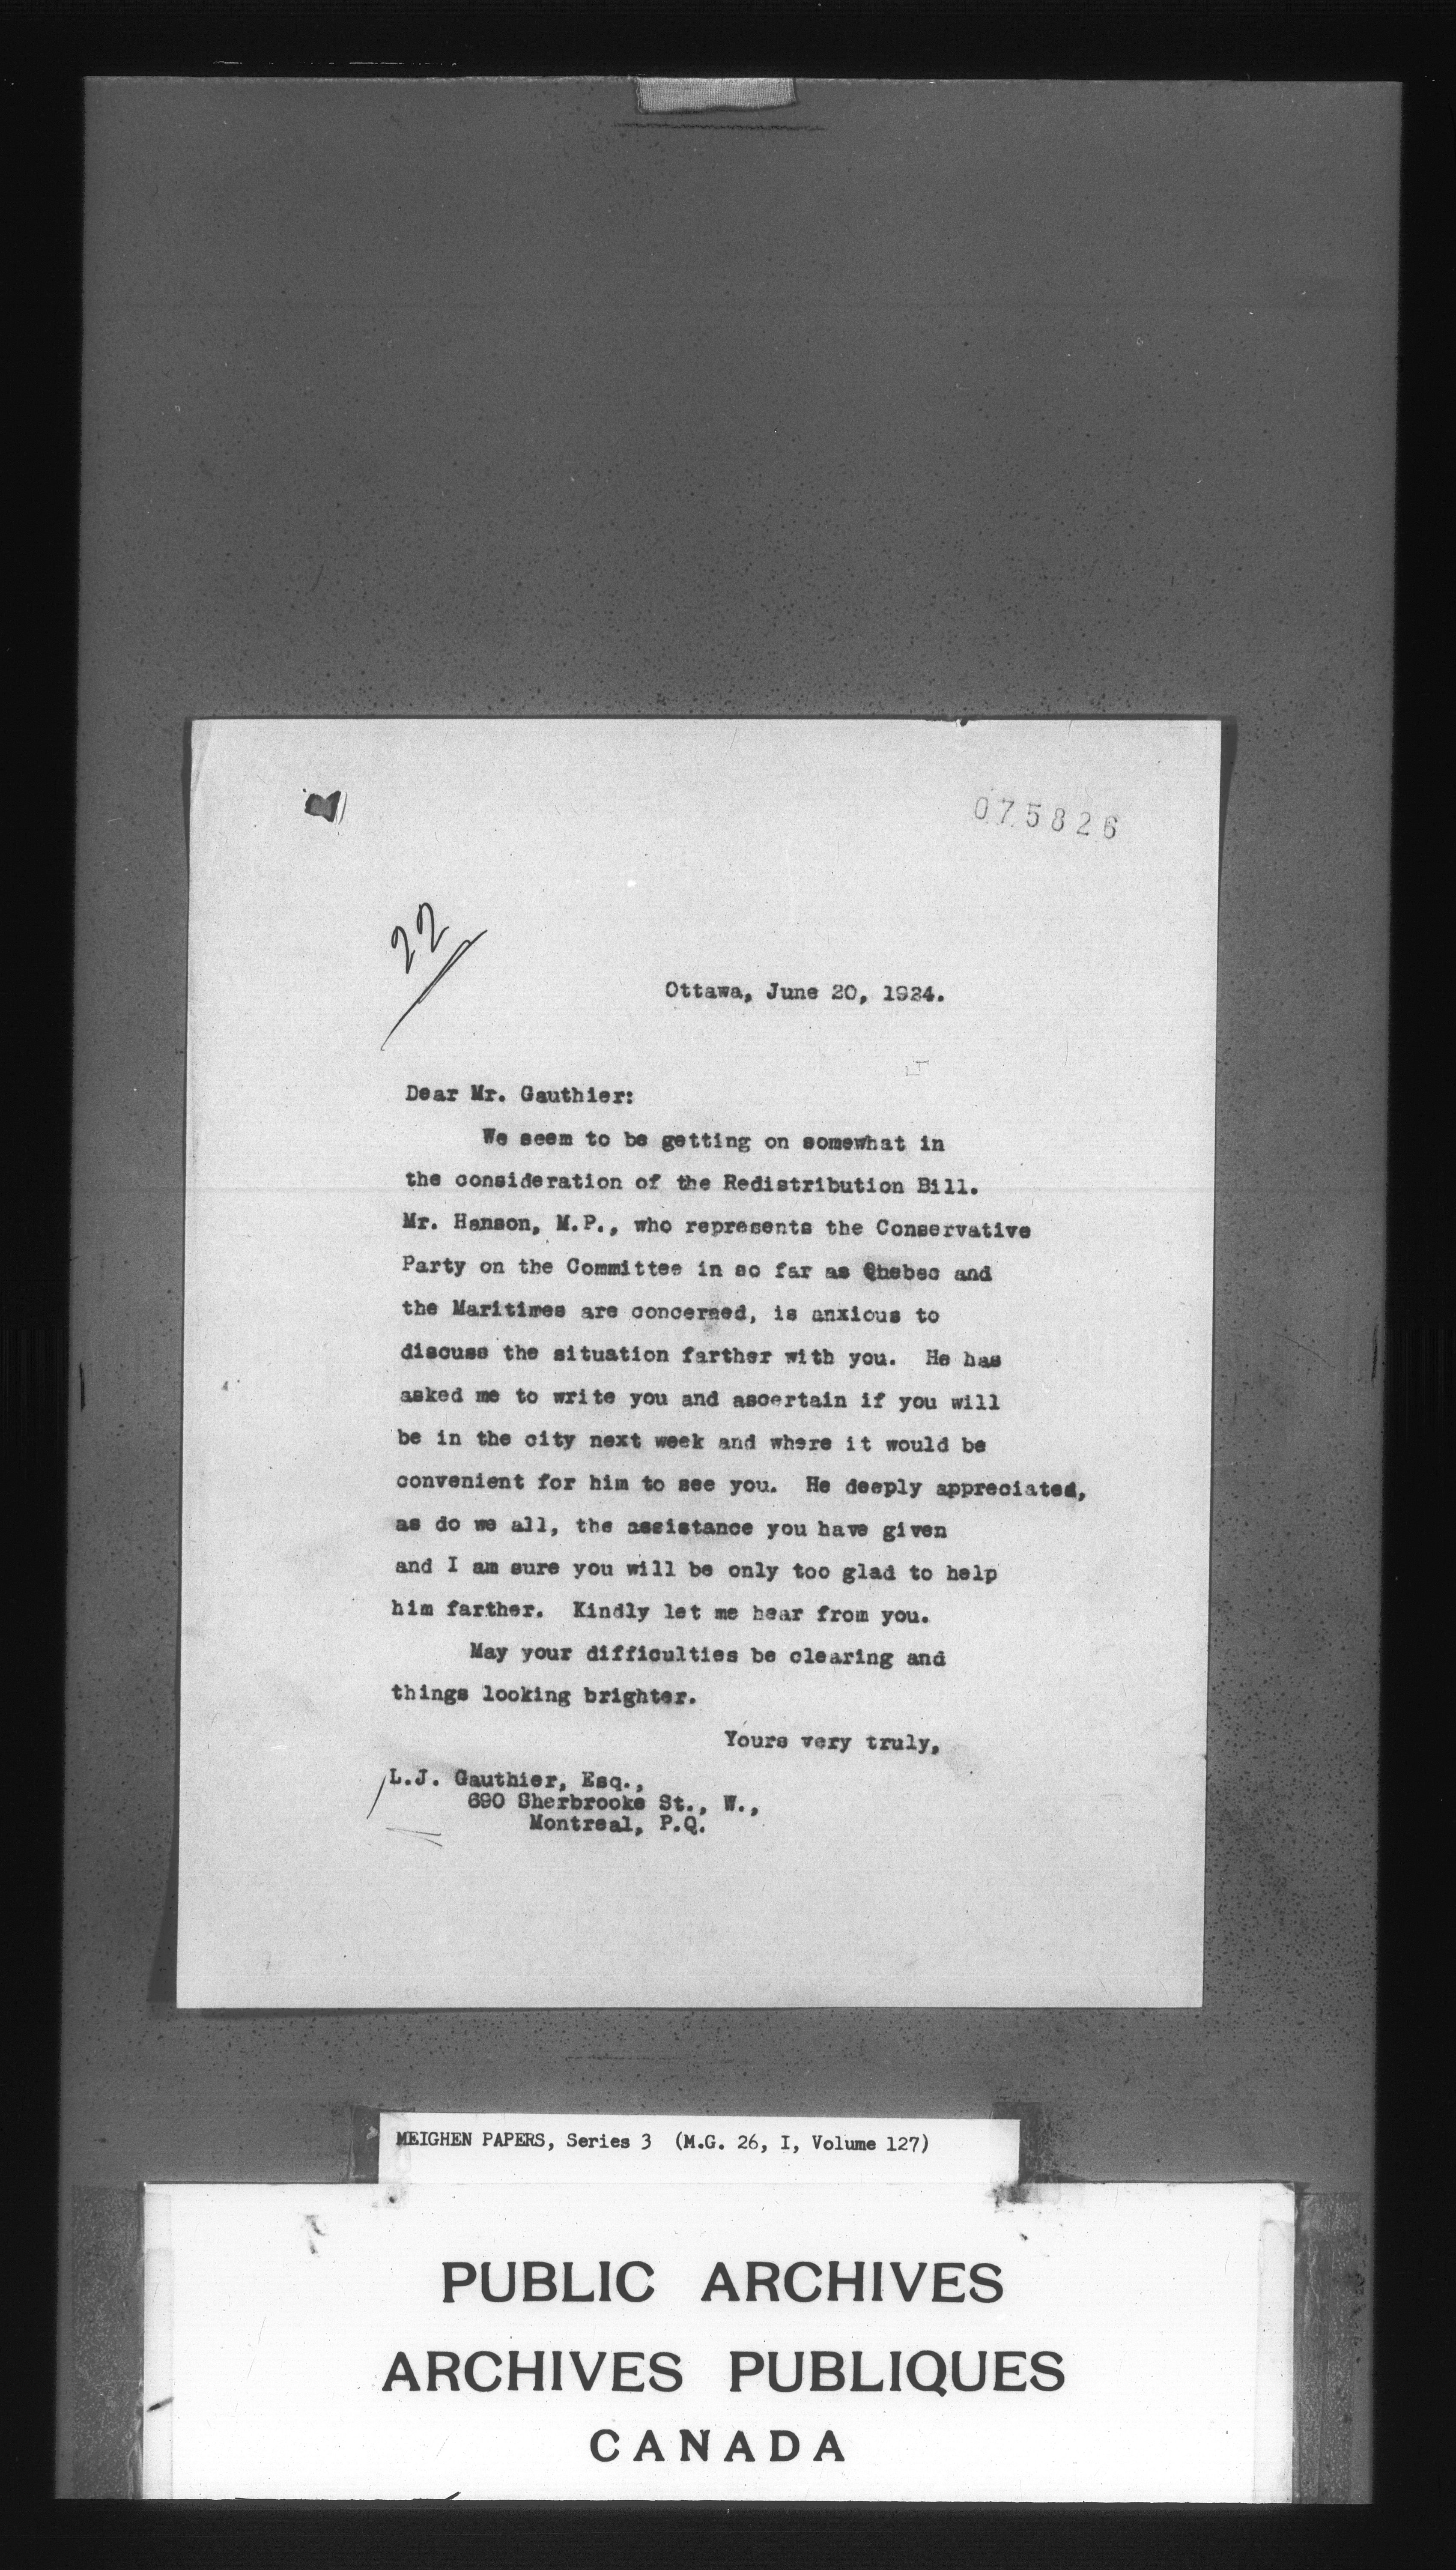 075826
22
Ottawa, June 20, 1924.
Dear Mr. Gauthier:
We seem to be getting on somewhat in
the consideration of the Redistribution Bill.
Mr. Hanson, M.P., who represents the Conservative
Party on the Committee in so far as Quebec and
the Maritimes are concerned, is anxious to
discuss the situation farther with you. He has
asked me to write you and ascertain if you will
be in the city next week and where it would be
convenient for him to see you. He deeply appreciated,
as do we all, the assistance you have given
and I am sure you will be only too glad to help
him farther. Kindly let me hear from you.
May your difficulties be clearing and
things looking brighter.
Yours very truly,
L.J. Gauthier, Esq.,
690 Sherbrooke St., W.,
Montreal, P.Q.
MEIGHEN PAPERS, Series 3 (M.G. 26, I, Volume 127)
PUBLIC ARCHIVES
ARCHIVES PUBLIQUES
CANADA